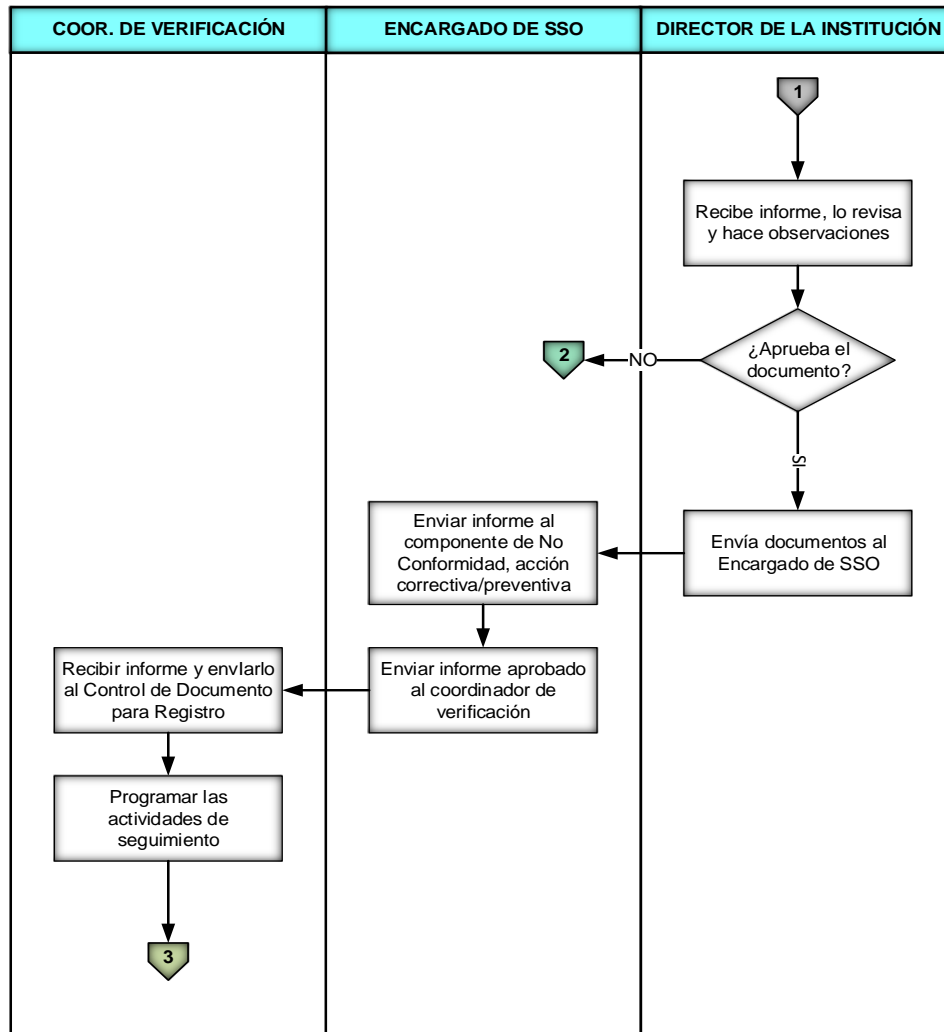 COOR. DE VERIFICACIÓN
ENCARGADO DE SSO
DIRECTOR DE LA INSTITUCIÓN
1
Recibe informe, lo revisa
y hace observaciones
¿Aprueba el
documento?
NO
2
SI
Envía documentos al
Encargado de SSO
Enviar informe al
componente de No
Conformidad, acción
correctiva/preventiva
Enviar informe aprobado
al coordinador de
verificación
Recibir informe y envIarlo
al Control de Documento
para Registro
Programar las
actividades de
seguimiento
3